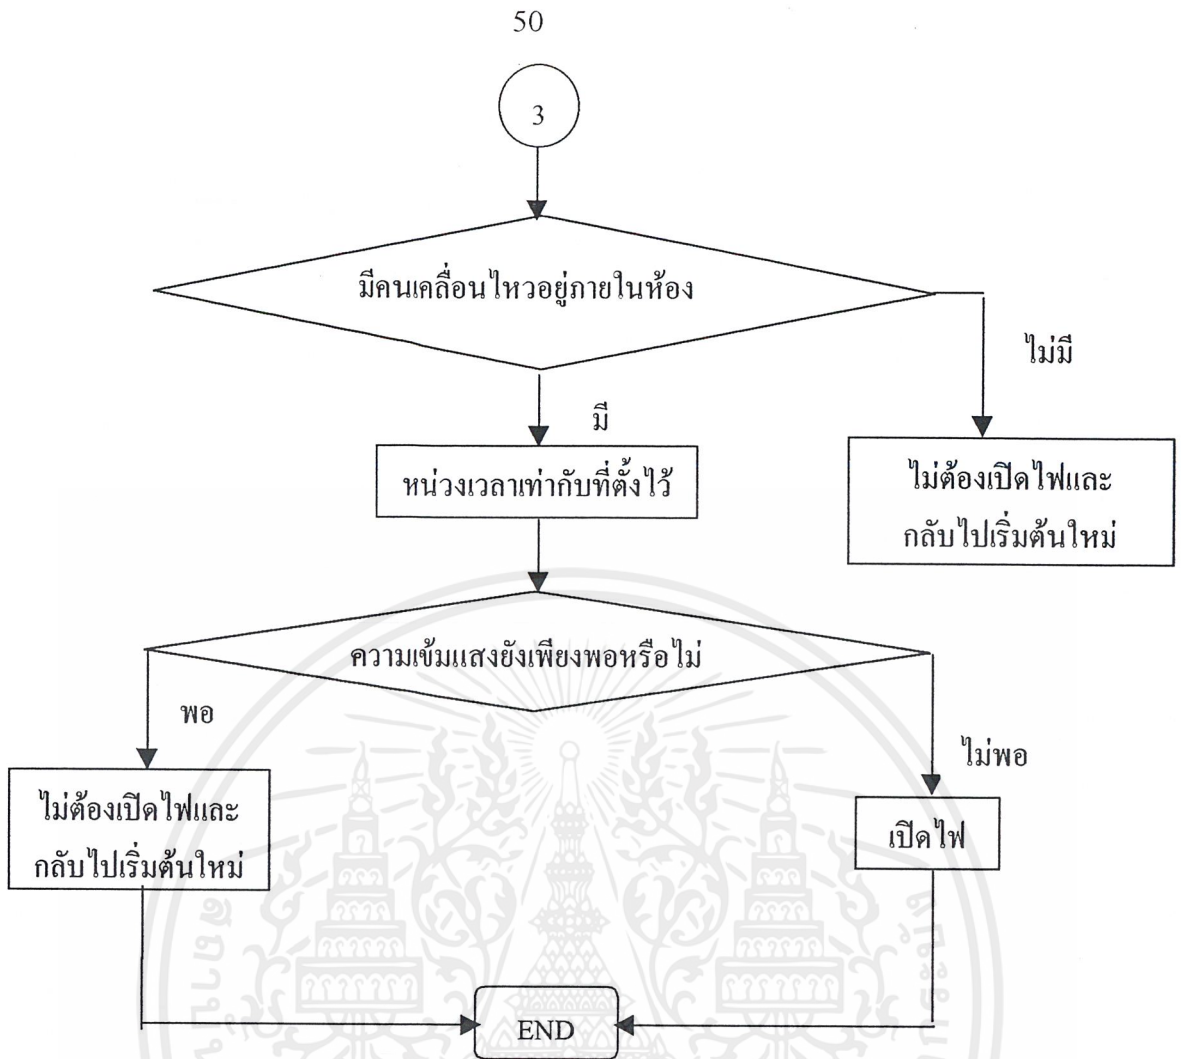 50
3
มีคนเคลื่อนไหวอยู่ภายในห้อง
ไม่มี
มี
หน่วงเวลาเท่ากับที่ตั้งไว้
ไม่ต้องเปิดไฟและ
กลับไปเริ่มต้นใหม่
ความเข้มแสงยังเพียงพอหรือไม่
พอ
ไม่พอ
ไม่ต้องเปิดไฟและ
กลับไปเริ่มต้นใหม่
เปิดไฟ
END